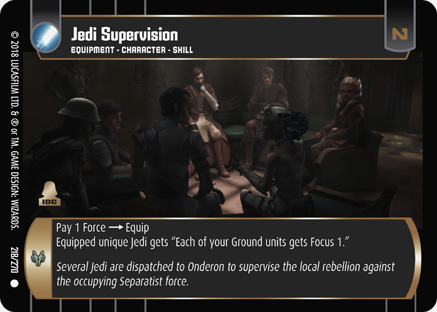 Jedi Supervision
EQUIPMENT - CHARACTER - SKILL
N
© 2018 LUCASFILM LTD. & ® or TM. GAME DESIGN: WIZARDS.
218/270
IOC
Pay 1 Force → Equip
Equipped unique Jedi gets “Each of your Ground units gets Focus 1.”
Several Jedi are dispatched to Onderon to supervise the local rebellion against
the occupying Separatist force.